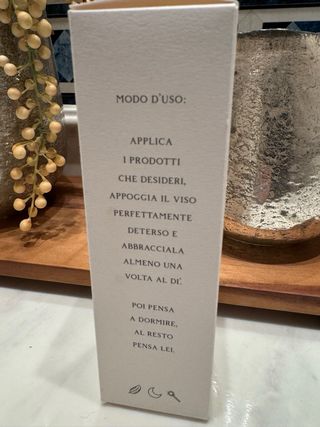 MODO D'USO:
APPLICA
I PRODOTTI
CHE DESIDERI,
APPOGGIA IL VISO
PERFETTAMENTE
DETERSO E
ABBRACCIALA
ALMENO UNA
VOLTA AL DÌ.
POI PENSA
A DORMIRE,
AL RESTO
PENSA LEI.